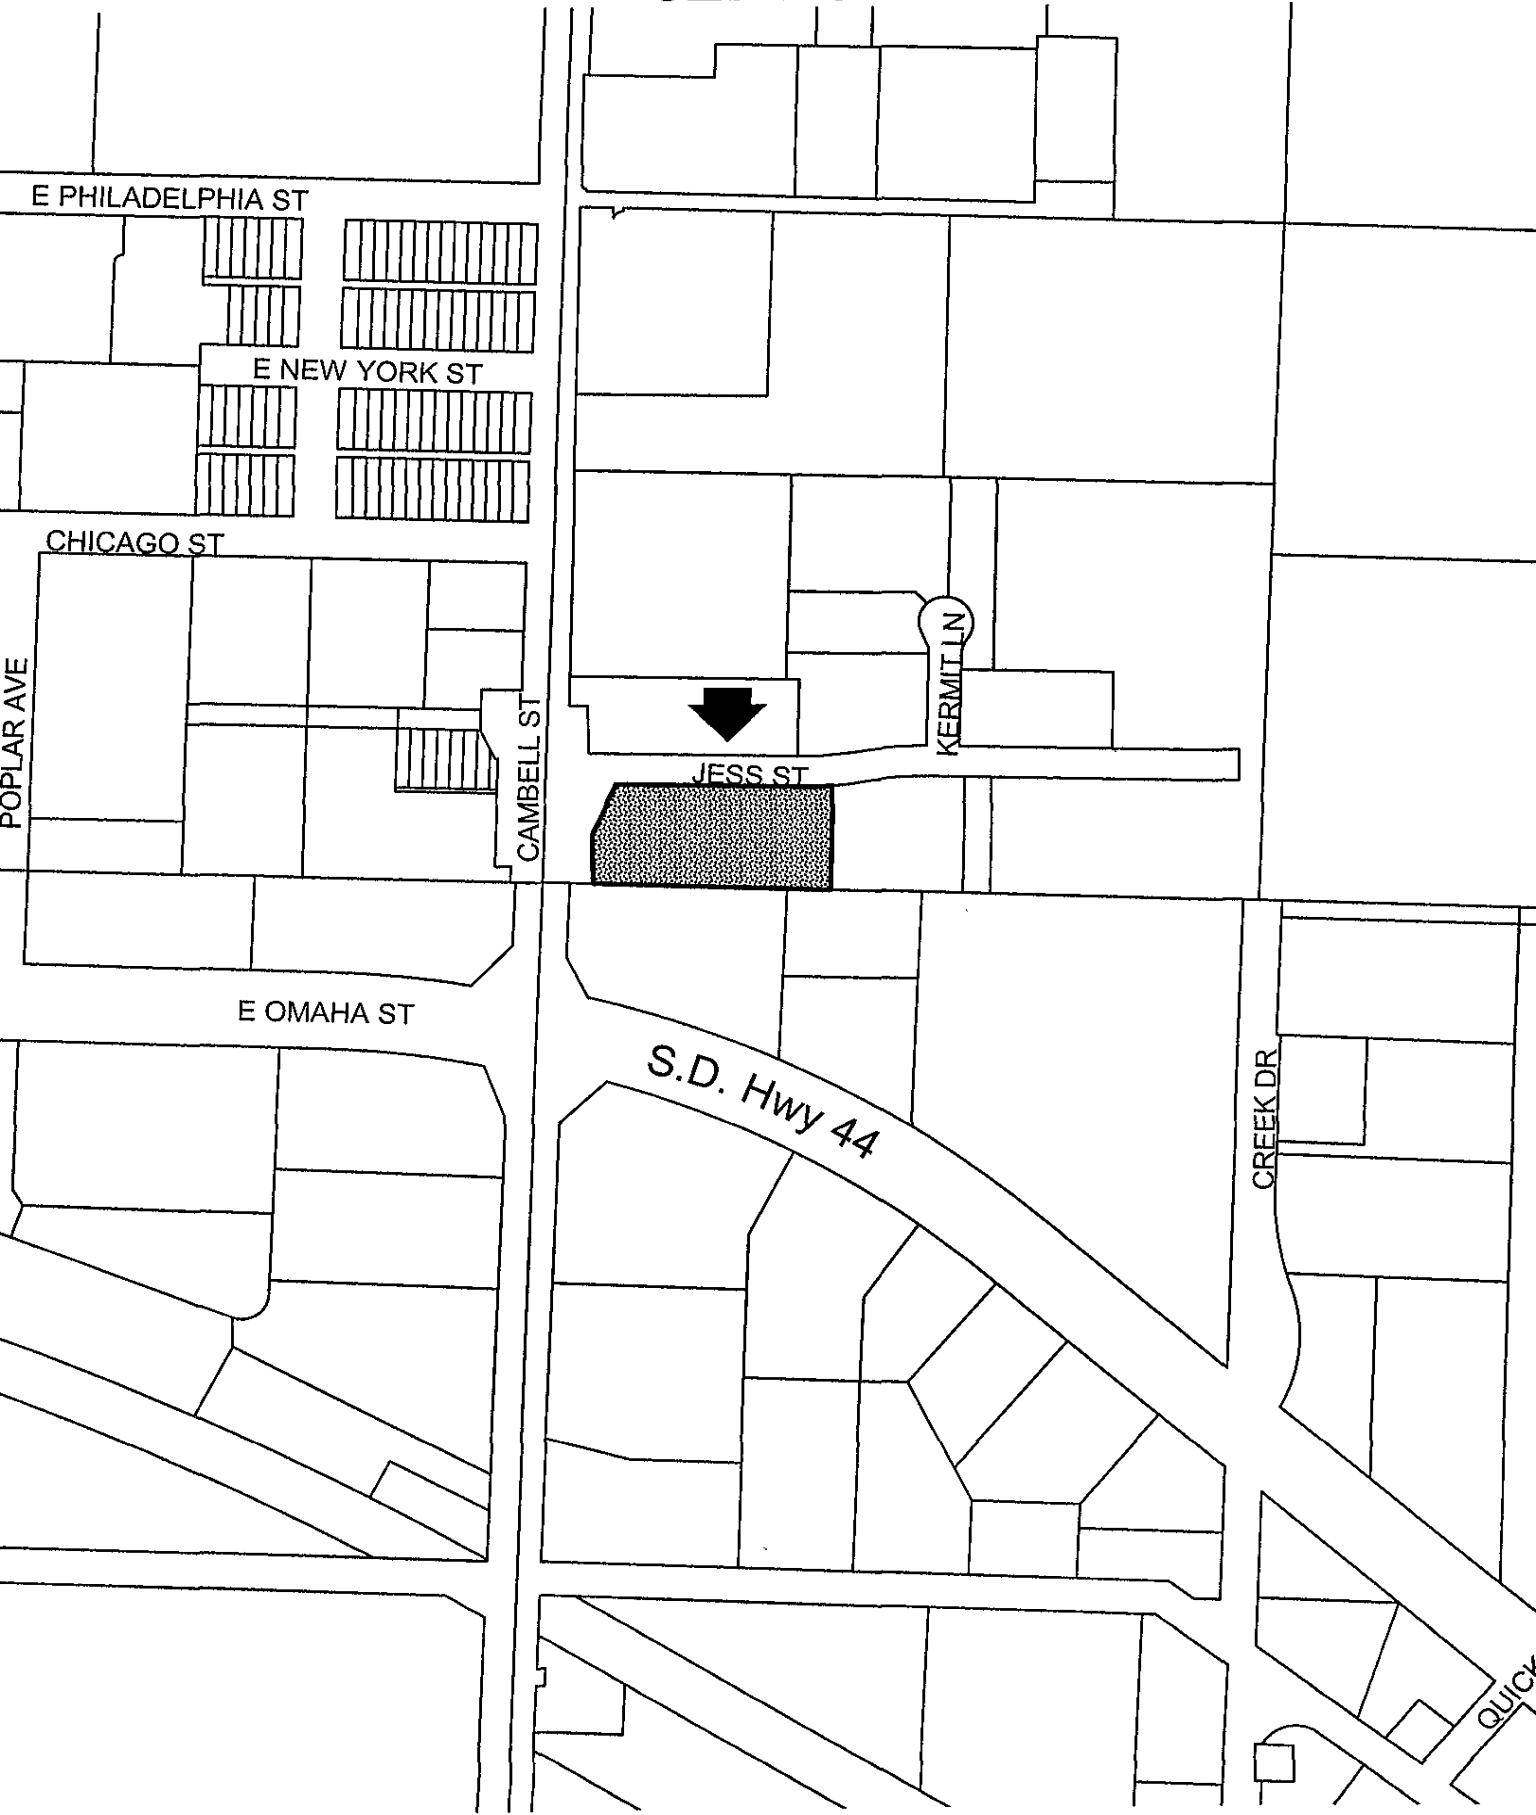 E PHILADELPHIA ST
E NEW YORK ST
CHICAGO ST
KERMIT LN
POPLAR AVE
CAMBELL ST
JESS ST
E OMAHA ST
S.D. Hwy 44
CREEK DR
QUICK